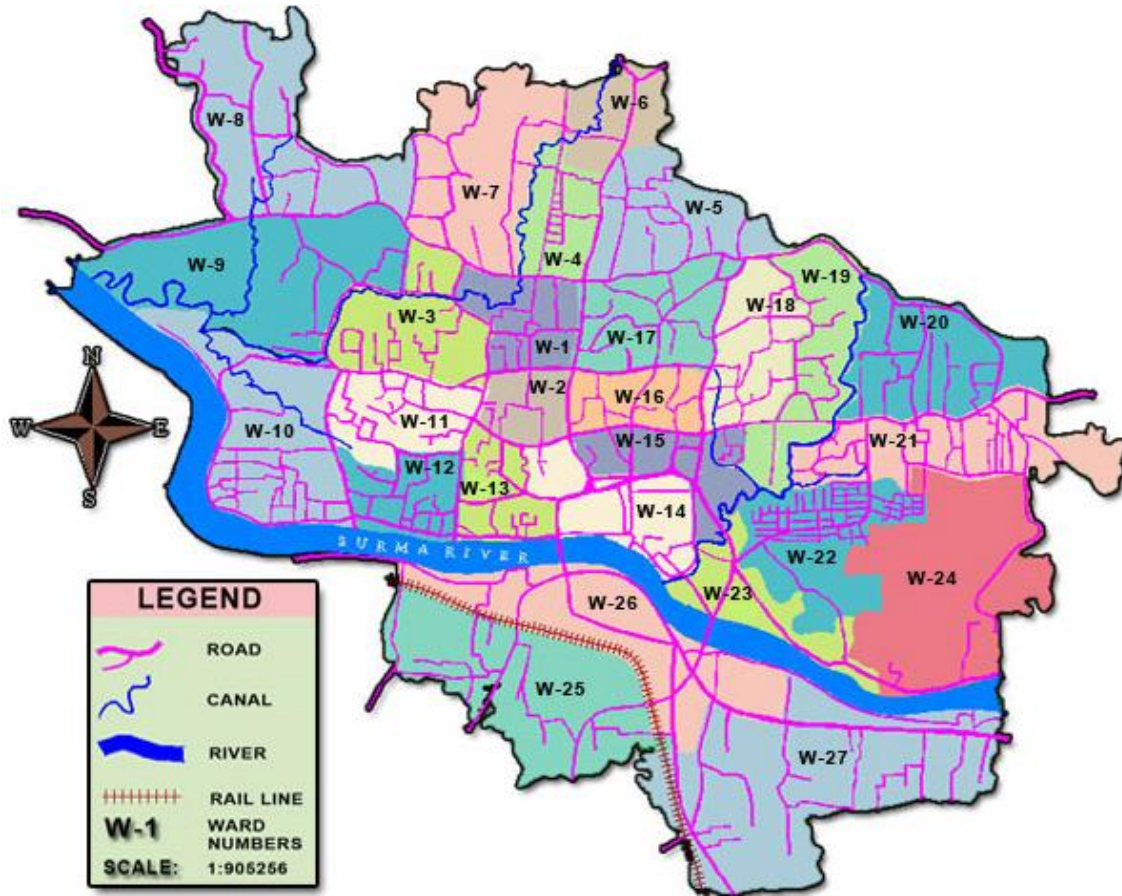 W-6
W-8
W-7
W-5
W-4
W-9
W-19
W-18
W-3
W-20
W-1
W-17
N
W-2
W-16
W-11
W E
W-10
W-15
W-21
W-12
W-13
S
W-14
SURMA RIVER
W-22
W-24
W-23
W-26
W-25
W-27
LEGEND
ROAD
CANAL
RIVER
RAIL LINE
W-1 WARD
NUMBERS
SCALE: 1:905256